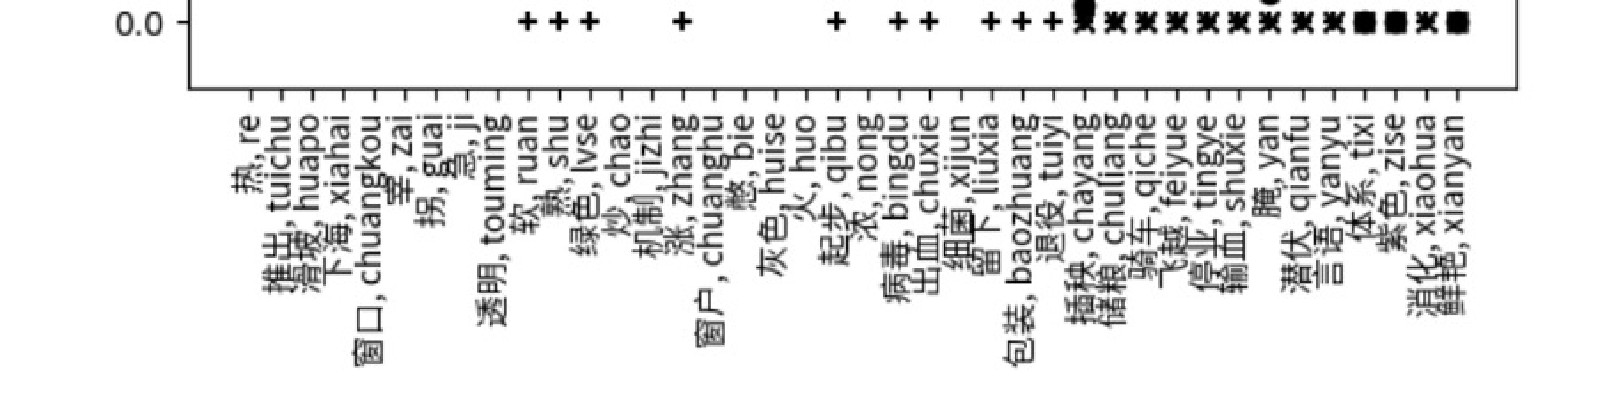 0.0
热, re
推出, tuichu
滑坡, huapo
下海, xiahai
窗口, chuangkou
宰, zai
拐, guai
急, ji
透明, touming
软, ruan
熟, shu
绿色, lvse
炒, chao
机制, jizhi
涨, zhang
窗户, chuanghu
憋, bie
灰色, huise
火, huo
起步, qibu
浓, nong
病毒, bingdu
出血, chuxie
细菌, xijun
留下, liuxia
包装, baozhuang
退役, tuiyi
插秧, chayang
储粮, chuliang
骑车, qiche
飞越, feiyue
停业, tingye
输血, shuxie
腌, yan
潜伏, qianfu
言语, yanyu
体系, tixi
紫色, zise
消化, xiaohua
鲜艳, xianyan